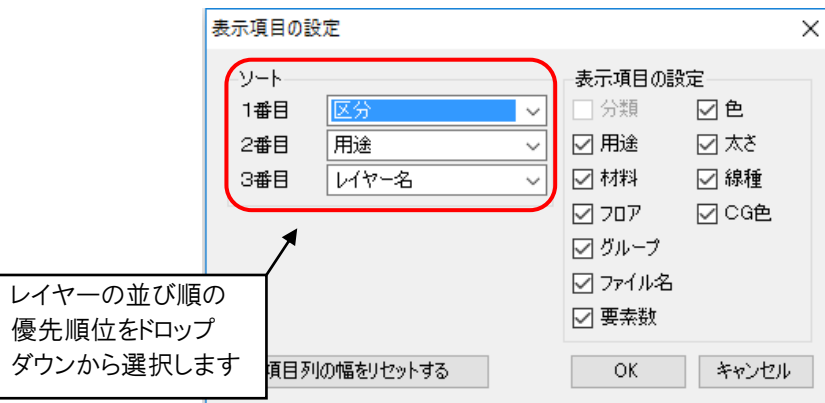 表示項目の設定
ソート
1番目 区分
2番目 用途
3番目 レイヤー名
表示項目の設定
分類 色
用途 太さ
材料 線種
フロア CG色
グループ
ファイル名
要素数
レイヤーの並び順の
優先順位をドロップ
ダウンから選択します
項目列の幅をリセットする OK キャンセル